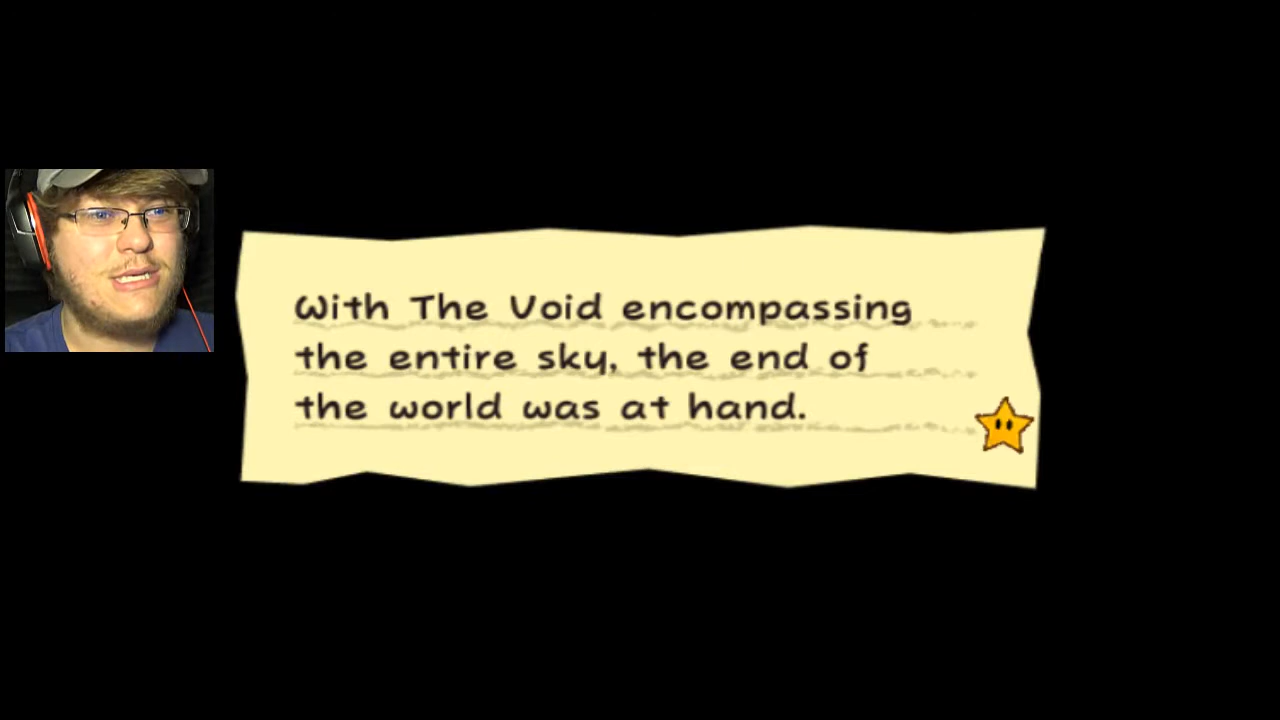 With The Void encompassing
the entire sky, the end of
the world was at hand.